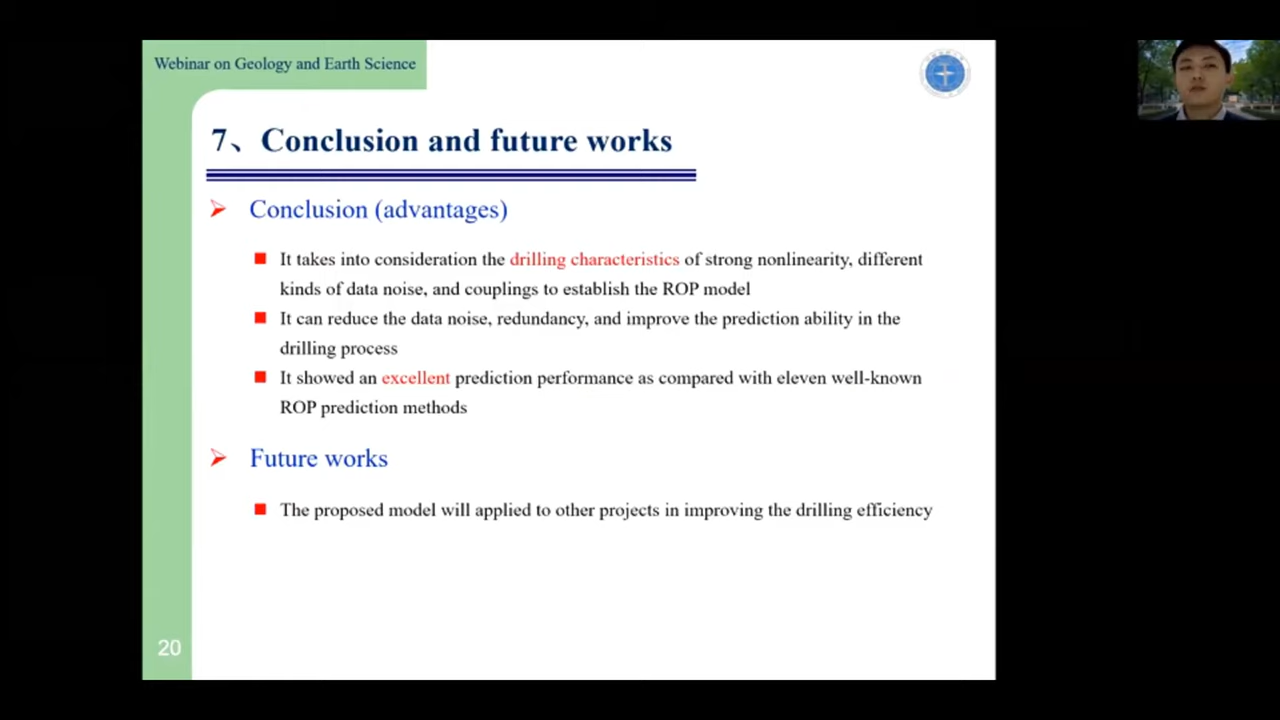 Webinar on Geology and Earth Science
7、Conclusion and future works
Conclusion (advantages)
It takes into consideration the drilling characteristics of strong nonlinearity, different
kinds of data noise, and couplings to establish the ROP model
It can reduce the data noise, redundancy, and improve the prediction ability in the
drilling process
It showed an excellent prediction performance as compared with eleven well-known
ROP prediction methods
Future works
The proposed model will applied to other projects in improving the drilling efficiency
20